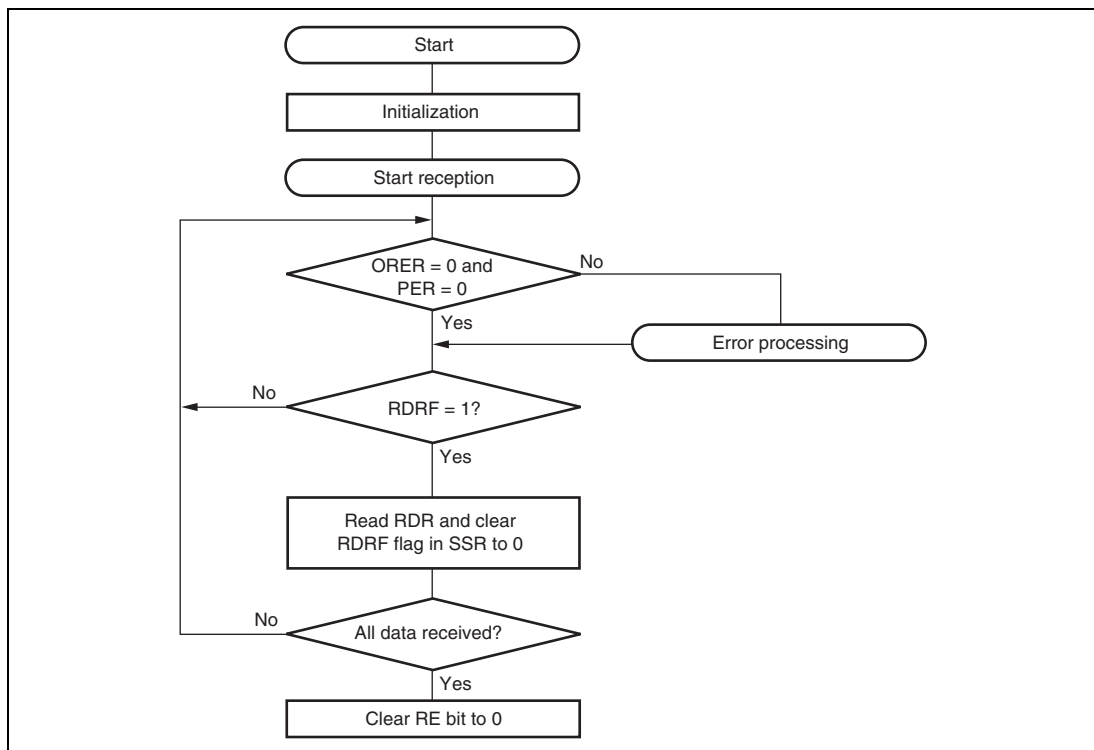 Start
Initialization
Start reception
ORER = 0 and
PER = 0
No
Yes
Error processing
No
RDRF = 1?
Yes
Read RDR and clear
RDRF flag in SSR to 0
No
All data received?
Yes
Clear RE bit to 0